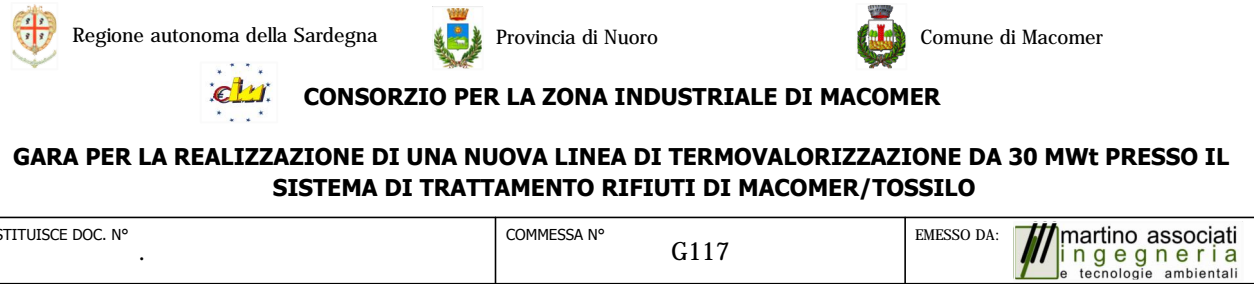 Regione autonoma della Sardegna Provincia di Nuoro Comune di Macomer
CONSORZIO PER LA ZONA INDUSTRIALE DI MACOMER
GARA PER LA REALIZZAZIONE DI UNA NUOVA LINEA DI TERMOVALORIZZAZIONE DA 30 MWt PRESSO IL
SISTEMA DI TRATTAMENTO RIFIUTI DI MACOMER/TOSSILO
STITUISCE DOC. N° COMMESSA N° EMESSO DA: martino associati
. G117 ingegneria
e tecnologie ambientali